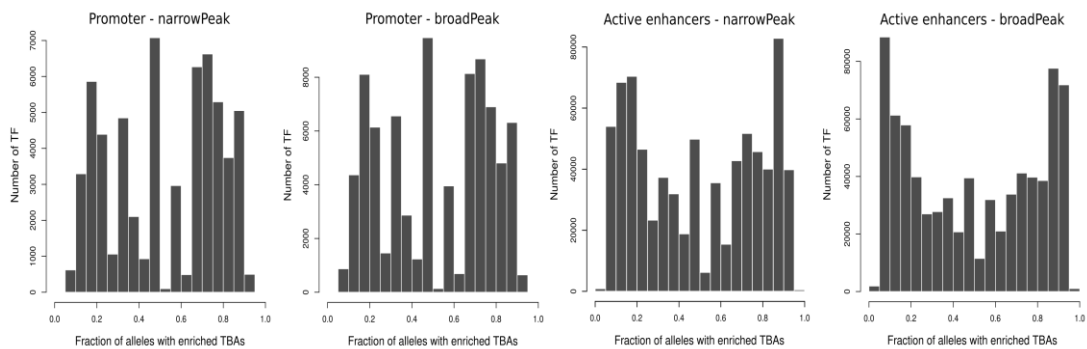 Promoter - narrowPeak
Number of TF
0 1000 2000 3000 4000 5000 6000 7000
0.0 0.2 0.4 0.6 0.8 1.0
Fraction of alleles with enriched TBAs
Promoter - broadPeak
Number of TF
0 2000 4000 6000 8000
0.0 0.2 0.4 0.6 0.8 1.0
Fraction of alleles with enriched TBAs
Active enhancers - narrowPeak
Number of TF
0 20000 40000 60000 80000
0.0 0.2 0.4 0.6 0.8 1.0
Fraction of alleles with enriched TBAs
Active enhancers - broadPeak
Number of TF
0 20000 40000 60000 80000
0.0 0.2 0.4 0.6 0.8 1.0
Fraction of alleles with enriched TBAs